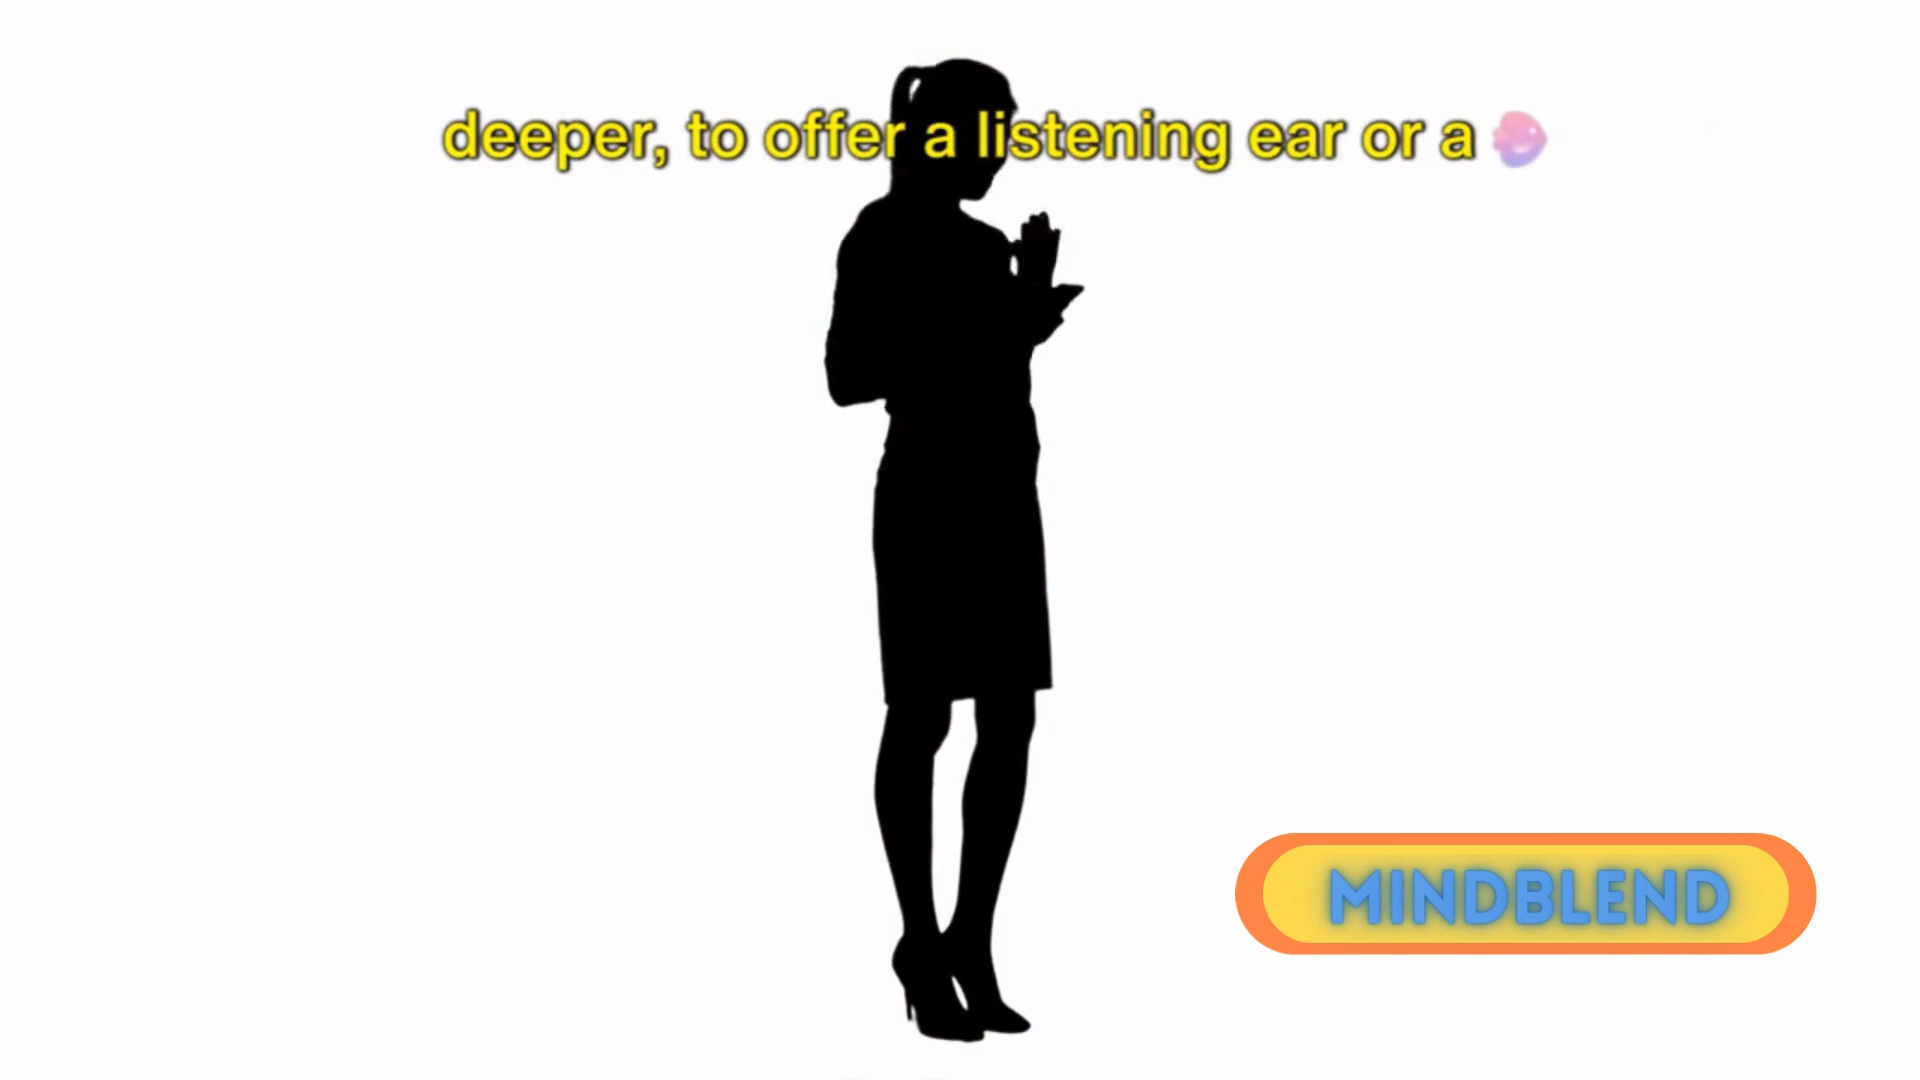 deeper, to offer a listening ear or a
MINDBLEND